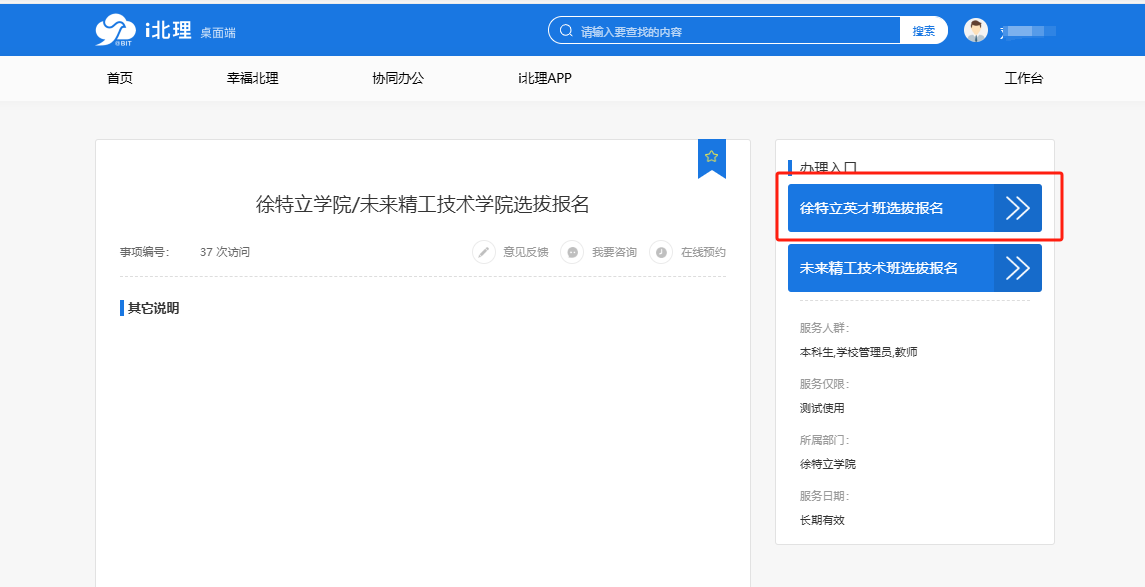 i北理 桌面端
@BIT
请输入要查找的内容
搜索
首页 幸福北理 协同办公 i北理APP 工作台
徐特立学院/未来精工技术学院选拔报名
事项编号： 37 次访问 意见反馈 我要咨询 在线预约
其它说明
办理入口
徐特立英才班选拔报名
未来精工技术班选拔报名
服务人群：
本科生,学校管理员,教师
服务仅限：
测试使用
所属部门：
徐特立学院
服务日期：
长期有效